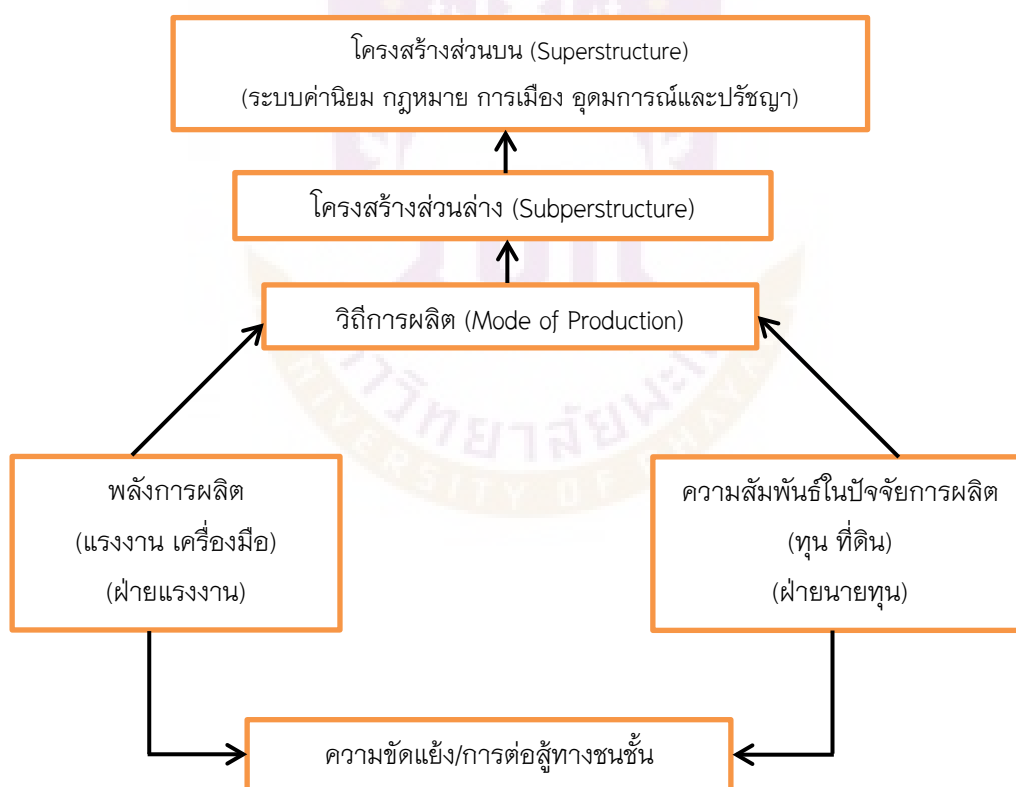 โครงสร้างส่วนบน (Superstructure)
(ระบบค่านิยม กฎหมาย การเมือง อุดมการณ์และปรัชญา)
โครงสร้างส่วนล่าง (Subperstructure)
วิถีการผลิต (Mode of Production)
พลังการผลิต
(แรงงาน เครื่องมือ)
(ฝ่ายแรงงาน)
ความสัมพันธ์ในปัจจัยการผลิต
(ทุน ที่ดิน)
(ฝ่ายนายทุน)
ความขัดแย้ง/การต่อสู้ทางชนชั้น